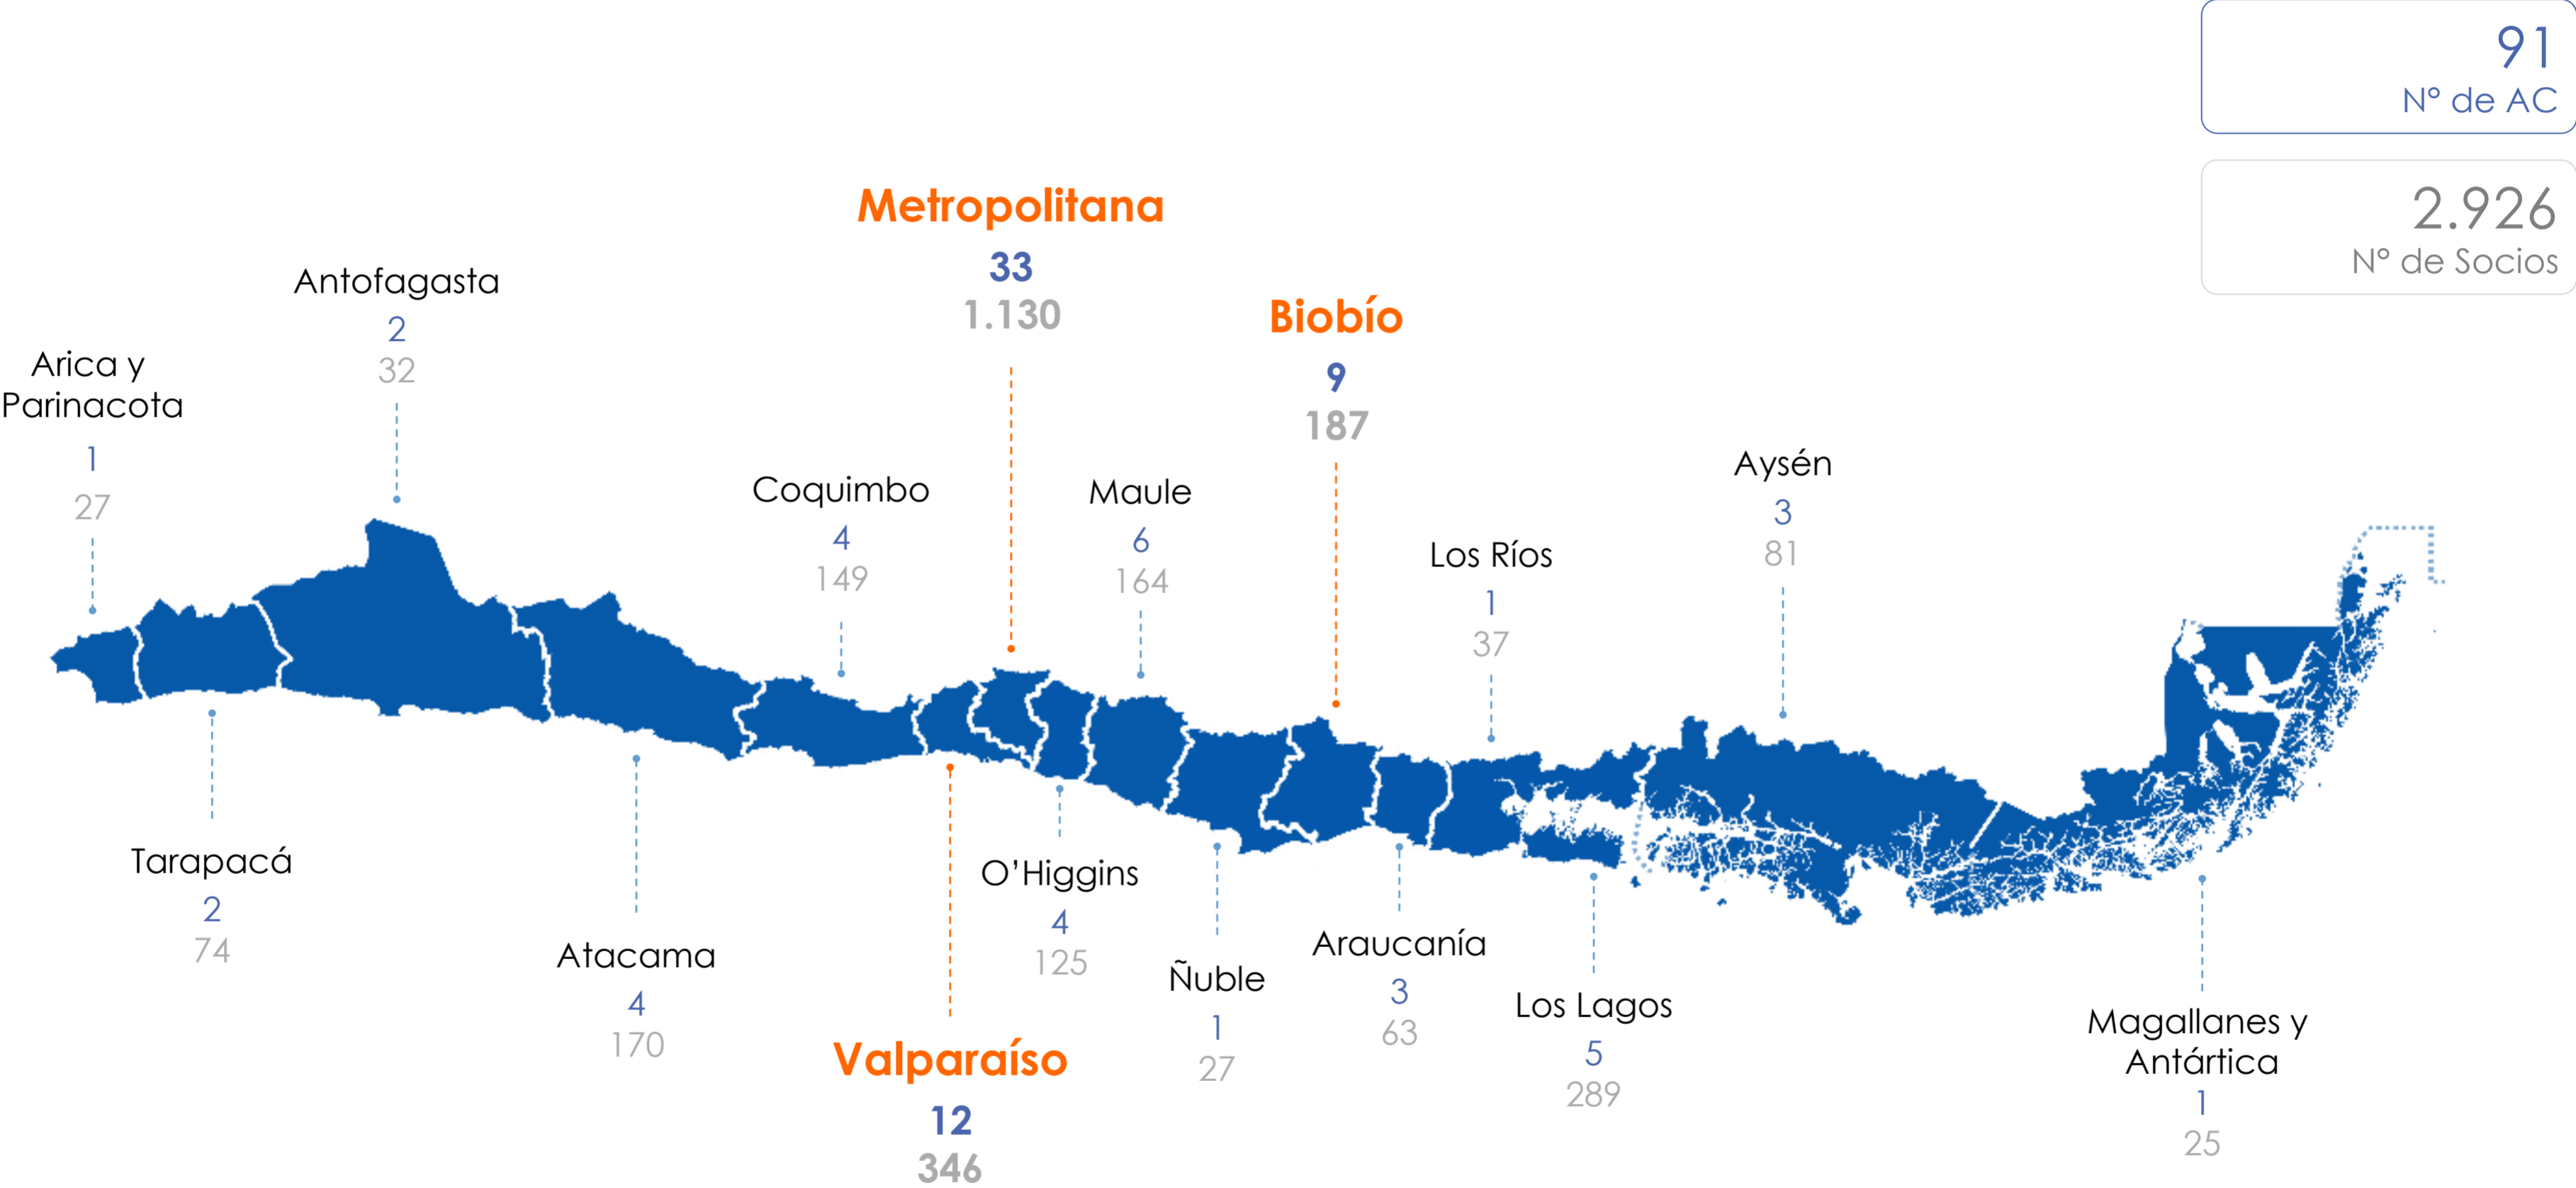 91
N° de AC
2.926
N° de Socios
Arica y
Parinacota
1
27
Tarapacá
2
74
Antofagasta
2
32
Atacama
4
170
Coquimbo
4
149
Valparaíso
12
346
Metropolitana
33
1.130
O'Higgins
4
125
Maule
6
164
Ñuble
1
27
Biobío
9
187
Araucanía
3
63
Los Ríos
1
37
Los Lagos
5
289
Aysén
3
81
Magallanes y
Antártica
1
25